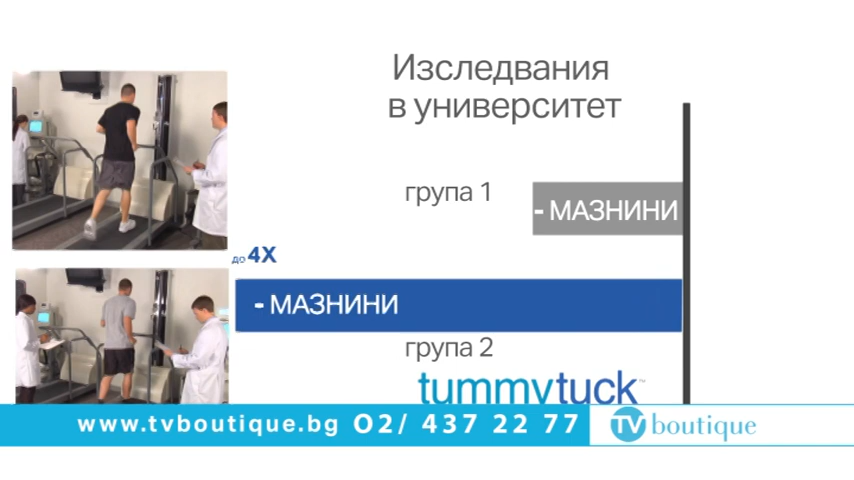 Изследвания
в университет
група 1
- МАЗНИНИ
до 4X
- МАЗНИНИ
група 2
tummytuck™
www.tvboutique.bg 02/ 437 22 77
TV boutique